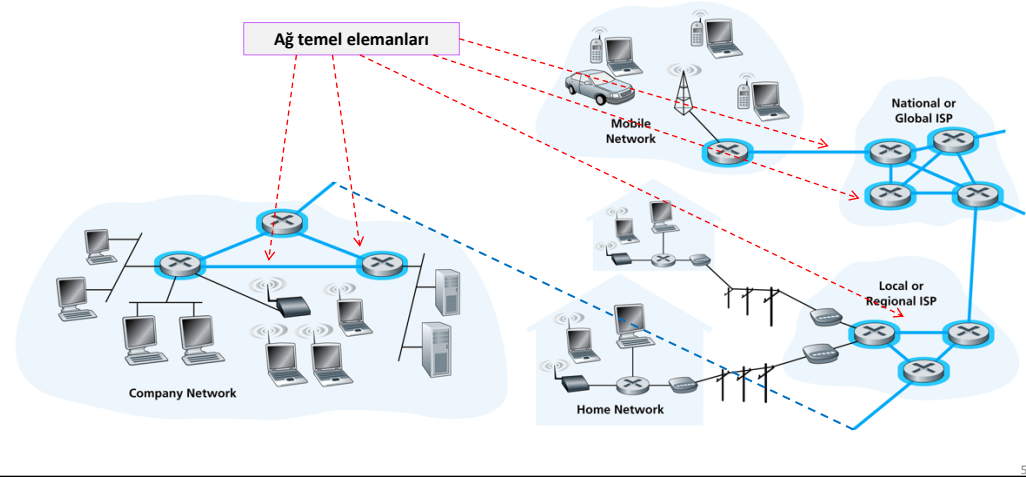 Ağ temel elemanları
Mobile
Network
National or
Global ISP
Local or
Regional ISP
Company Network
Home Network
5